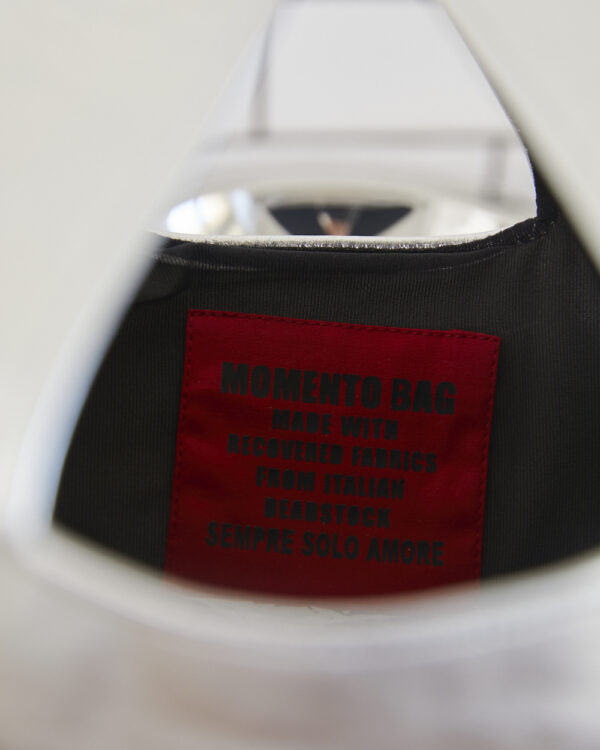 MOMENTO BAG
MADE WITH
RECOVERED FABRICS
FROM ITALIAN
DEADSTOCK
SEMPRE SOLO AMORE